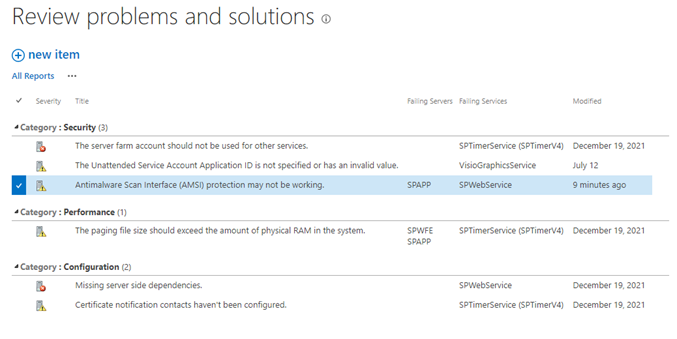 Review problems and solutions
new item
All Reports ...
Severity Title Failing Servers Failing Services Modified
Category : Security (3)
The server farm account should not be used for other services. SPTimerService (SPTimerV4) December 19, 2021
The Unattended Service Account Application ID is not specified or has an invalid value. VisioGraphicsService July 12
Antimalware Scan Interface (AMSI) protection may not be working. SPAPP SPWebService 9 minutes ago
Category : Performance (1)
The paging file size should exceed the amount of physical RAM in the system. SPWFE SPTimerService (SPTimerV4) December 19, 2021
SPAPP
Category : Configuration (2)
Missing server side dependencies. SPWebService December 19, 2021
Certificate notification contacts haven't been configured. SPTimerService (SPTimerV4) December 19, 2021